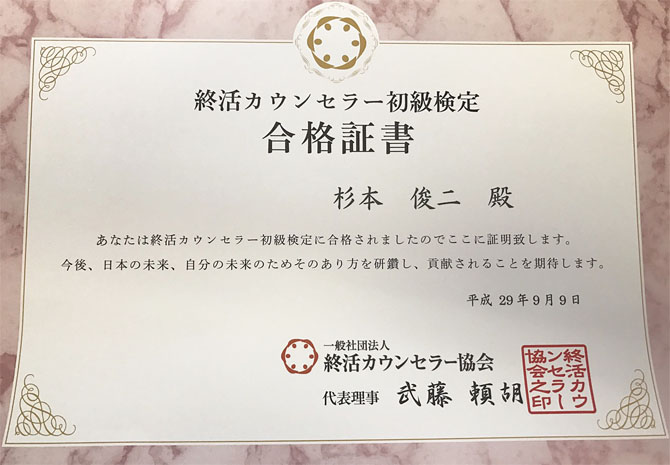 終活カウンセラー初級検定
合格証書
杉本 俊二 殿
あなたは終活カウンセラー初級検定に合格されましたのでここに証明致します。
今後、日本の未来、自分の未来のためそのあり方を研鑽し、貢献されることを期待します。
平成 29年9月9日
一般社団法人
終活カウンセラー協会
代表理事 武藤 頼胡
終活カウンセラー協会之印